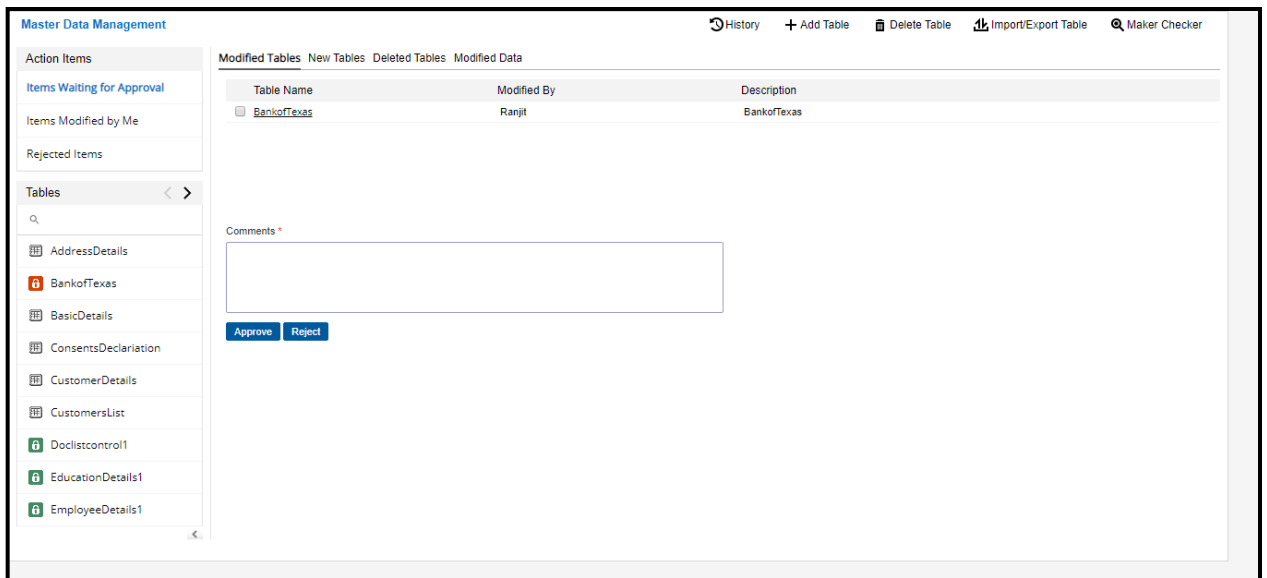 Master Data Management
History
Add Table
Delete Table
Import/Export Table
Maker Checker
Action Items
Items Waiting for Approval
Items Modified by Me
Rejected Items
Tables
AddressDetails
BankofTexas
BasicDetails
ConsentsDeclariation
CustomerDetails
CustomersList
Doclistcontrol1
EducationDetails1
EmployeeDetails1
Modified Tables New Tables Deleted Tables Modified Data
Table Name Modified By Description
BankofTexas Ranjit BankofTexas
Comments *
Approve Reject